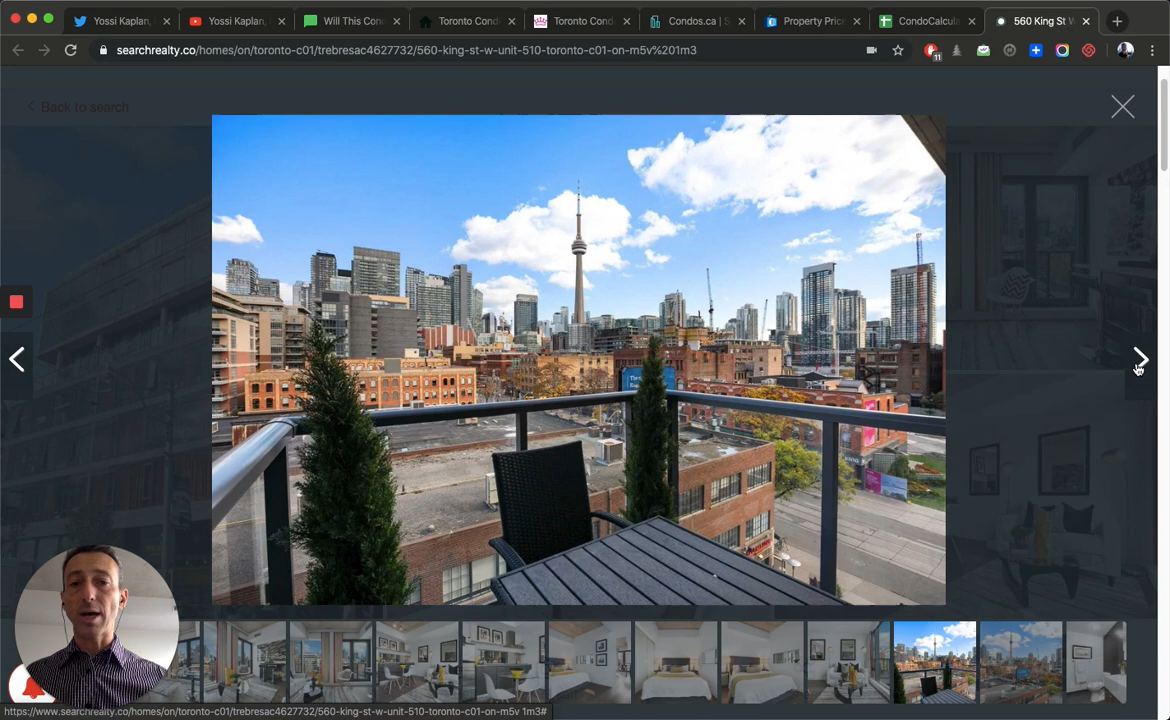 Yossi Kaplan,
Yossi Kaplan,
Will This Con
Toronto Cond
Toronto Cond
Condos.ca | S
Property Pric
CondoCalcula
560 King St W
searchrealty.co/homes/on/toronto-c01/trebresac4627732/560-king-st-w-unit-510-toronto-c01-on-m5v%201m3
11
Back to search
https://www.searchrealty.co/homes/on/toronto-c01/trebresac4627732/560-king-st-w-unit-510-toronto-c01-on-m5v 1m3#